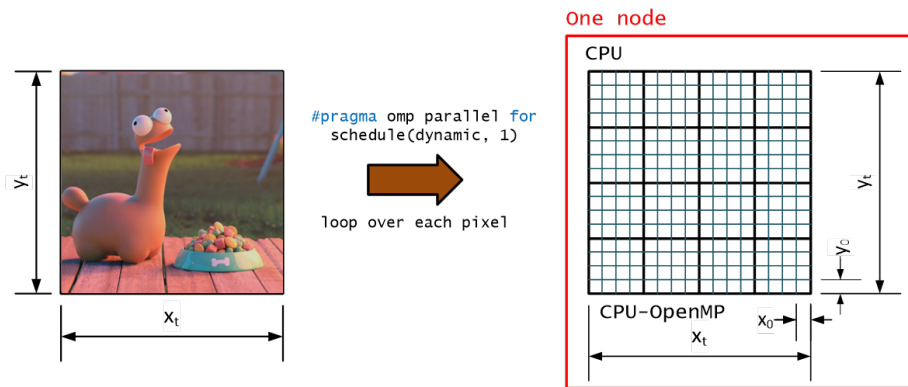 One node
CPU
#pragma omp parallel for
schedule(dynamic, 1)
loop over each pixel
yt
xt
yt
y0
CPU-OpenMP
x0
xt